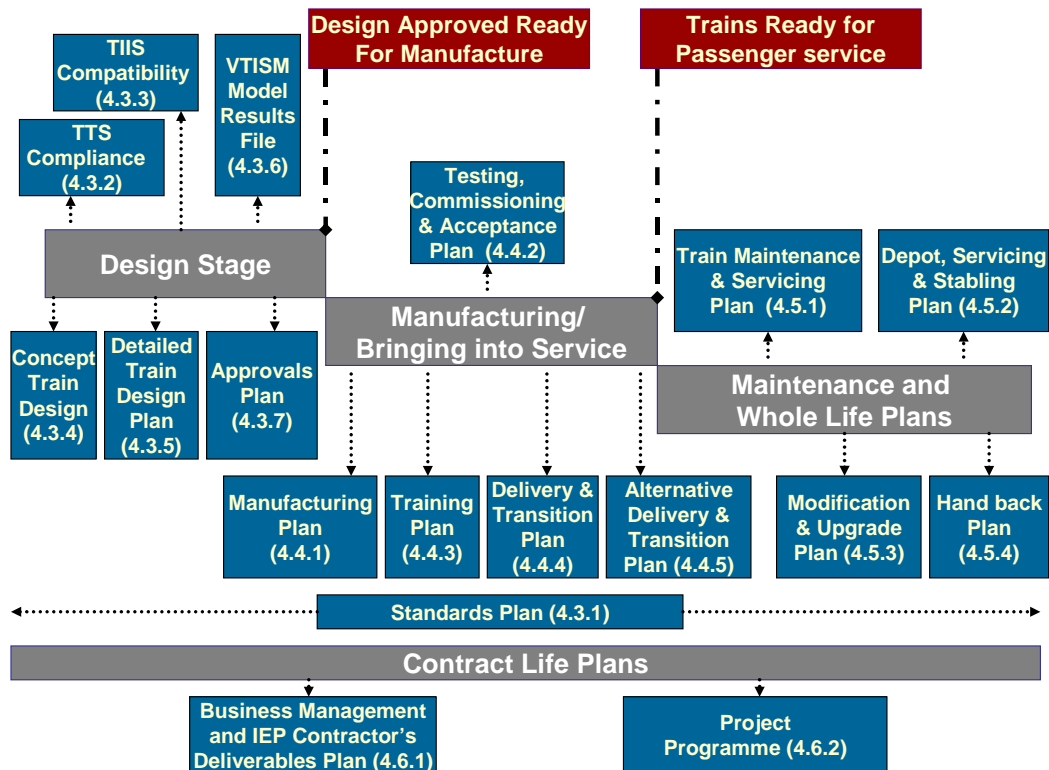 Design Approved Ready
For Manufacture
Trains Ready for
Passenger service
TIIS
Compatibility
(4.3.3)
VTISM
Model
Results
File
(4.3.6)
TTS
Compliance
(4.3.2)
Testing,
Commissioning
& Acceptance
Plan (4.4.2)
Train Maintenance
& Servicing
Plan (4.5.1)
Depot, Servicing
& Stabling
Plan (4.5.2)
Design Stage
Manufacturing/
Bringing into Service
Maintenance and
Whole Life Plans
Concept
Train
Design
(4.3.4)
Detailed
Train
Design
Plan
(4.3.5)
Approvals
Plan
(4.3.7)
Manufacturing
Plan
(4.4.1)
Training
Plan
(4.4.3)
Delivery &
Transition
Plan
(4.4.4)
Alternative
Delivery &
Transition
Plan (4.4.5)
Modification
& Upgrade
Plan (4.5.3)
Hand back
Plan
(4.5.4)
Standards Plan (4.3.1)
Contract Life Plans
Business Management
and IEP Contractor's
Deliverables Plan (4.6.1)
Project
Programme (4.6.2)